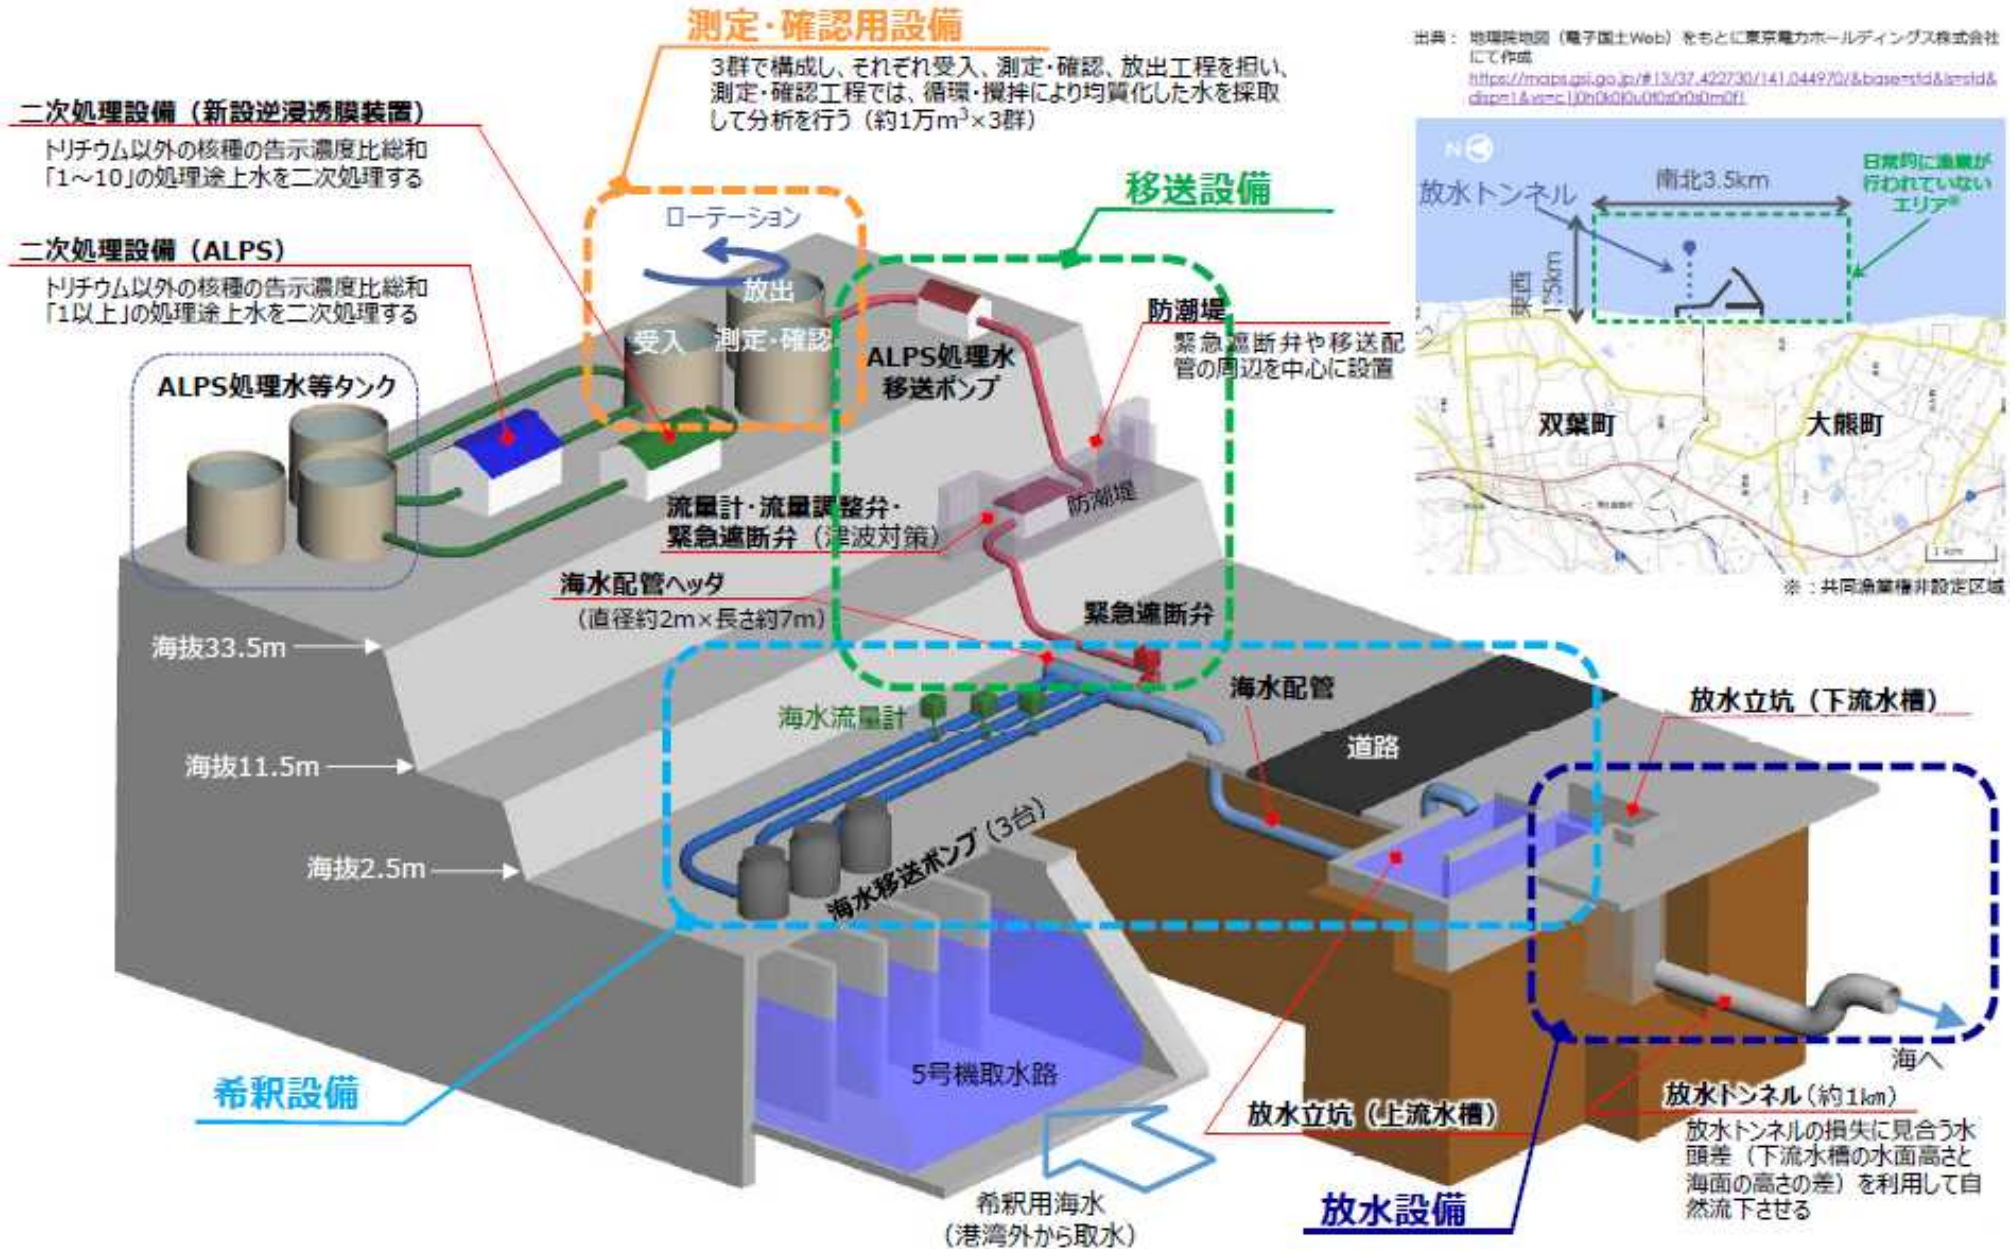 測定・確認用設備
3群で構成し、それぞれ受入、測定・確認、放出工程を担い、
測定・確認工程では、循環・攪拌により均質化した水を採取
して分析を行う（約1万m³×3群）
出典： 地理院地図（電子国土Web）をもとに東京電力ホールディングス株式会社
にて作成
二次処理設備（新設逆浸透膜装置）
トリチウム以外の核種の告示濃度比総和
「1～10」の処理途上水を二次処理する
二次処理設備（ALPS）
トリチウム以外の核種の告示濃度比総和
「1以上」の処理途上水を二次処理する
ALPS処理水等タンク
ローテーション
放出
受入
測定・確認
移送設備
ALPS処理水
移送ポンプ
防潮堤
緊急遮断弁や移送配
管の周辺を中心に設置
防潮堤
流量計・流量調整弁・
緊急遮断弁（津波対策）
海水配管ヘッダ
（直径約2m×長さ約7m）
緊急遮断弁
N
放水トンネル
南北3.5km
東西
1.5km
日常的に漁業が
行われていない
エリア※
双葉町
大熊町
1 km
※：共同漁業権非設定区域
海抜33.5m
海抜11.5m
海抜2.5m
海水流量計
海水移送ポンプ（3台）
海水配管
道路
放水立坑（下流水槽）
希釈設備
5号機取水路
希釈用海水
（港湾外から取水）
放水立坑（上流水槽）
海へ
放水トンネル（約1km）
放水トンネルの損失に見合う水
頭差（下流水槽の水面高さと
海面の高さの差）を利用して自
然流下させる
放水設備